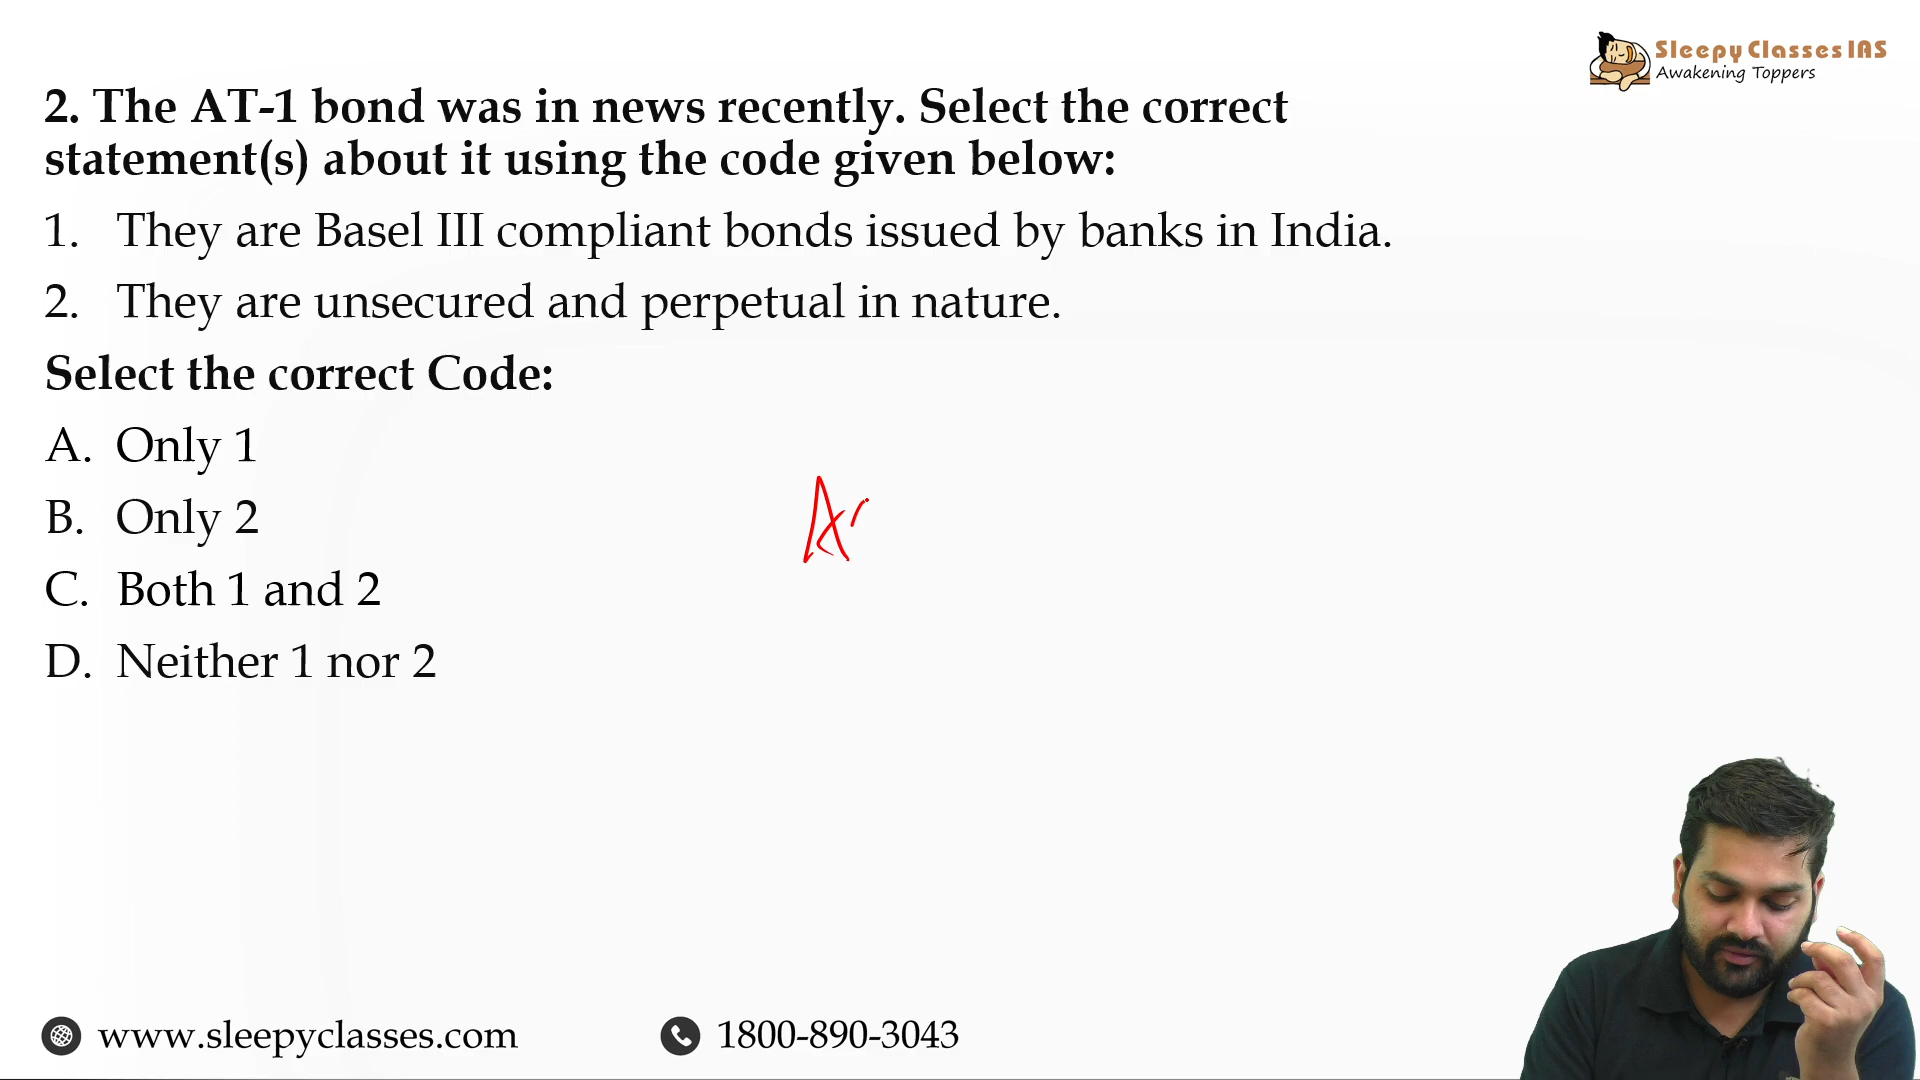 Sleepy Classes IAS
Awakening Toppers
2. The AT-1 bond was in news recently. Select the correct
statement(s) about it using the code given below:
1. They are Basel III compliant bonds issued by banks in India.
2. They are unsecured and perpetual in nature.
Select the correct Code:
A. Only 1
B. Only 2
C. Both 1 and 2
D. Neither 1 nor 2
www.sleepyclasses.com
1800-890-3043